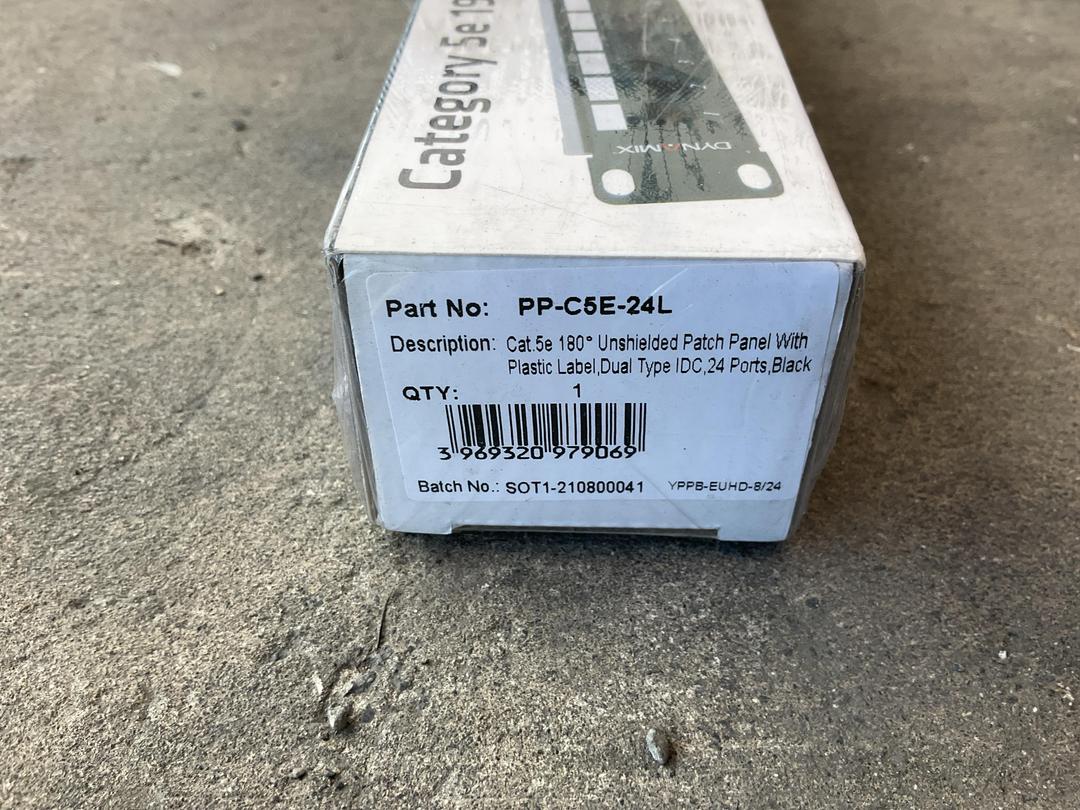 Category 5e 19
DYNAMIX
Part No: PP-C5E-24L
Description: Cat.5e 180° Unshielded Patch Panel With
Plastic Label,Dual Type IDC,24 Ports,Black
QTY: 1
3 969320 979069
Batch No.: SOT1-210800041 YPPB-EUHD-8/24